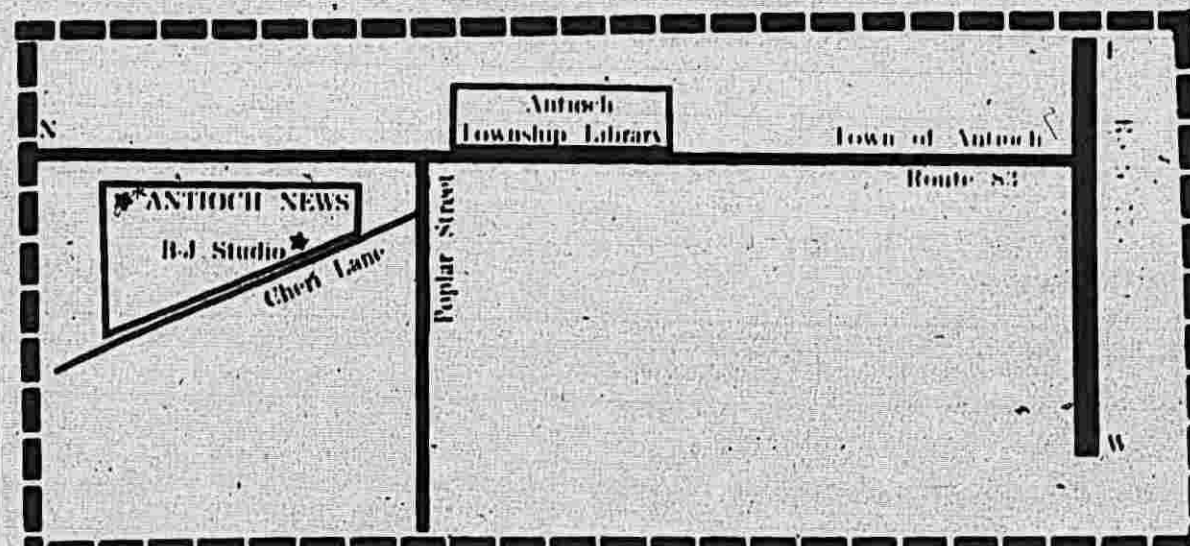 N
Antioch
Township Library
Town of Antioch
Route 83
*ANTIOCH NEWS
B-J Studio
Cheri Lane
Poplar Street
W